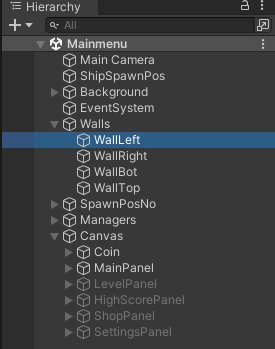 Hierarchy
All
Mainmenu
Main Camera
ShipSpawnPos
Background
EventSystem
Walls
WallLeft
WallRight
WallBot
WallTop
SpawnPosNo
Managers
Canvas
Coin
MainPanel
LevelPanel
HighScorePanel
ShopPanel
SettingsPanel